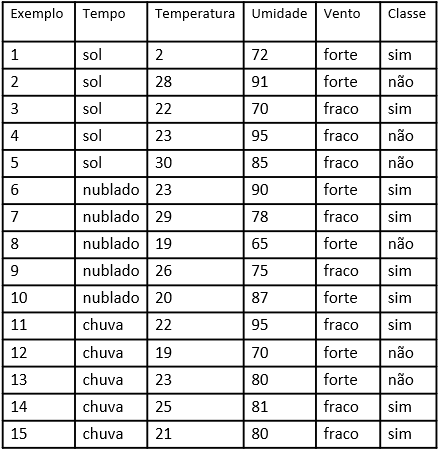 Exemplo Tempo Temperatura Umidade Vento Classe
1 sol 2 72 forte sim
2 sol 28 91 forte não
3 sol 22 70 fraco sim
4 sol 23 95 fraco não
5 sol 30 85 fraco não
6 nublado 23 90 forte sim
7 nublado 29 78 fraco sim
8 nublado 19 65 forte não
9 nublado 26 75 fraco sim
10 nublado 20 87 forte sim
11 chuva 22 95 fraco sim
12 chuva 19 70 forte não
13 chuva 23 80 forte não
14 chuva 25 81 fraco sim
15 chuva 21 80 fraco sim